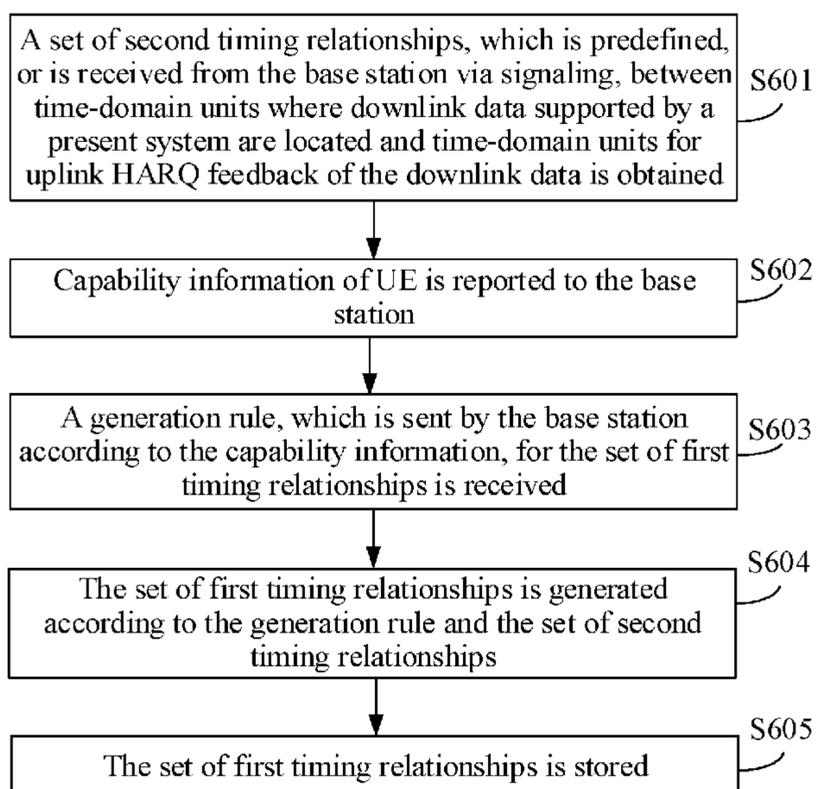 A set of second timing relationships, which is predefined,
or is received from the base station via signaling, between
time-domain units where downlink data supported by a
present system are located and time-domain units for
uplink HARQ feedback of the downlink data is obtained
S601
Capability information of UE is reported to the base
station
S602
A generation rule, which is sent by the base station
according to the capability information, for the set of first
timing relationships is received
S603
The set of first timing relationships is generated
according to the generation rule and the set of second
timing relationships
S604
The set of first timing relationships is stored
S605